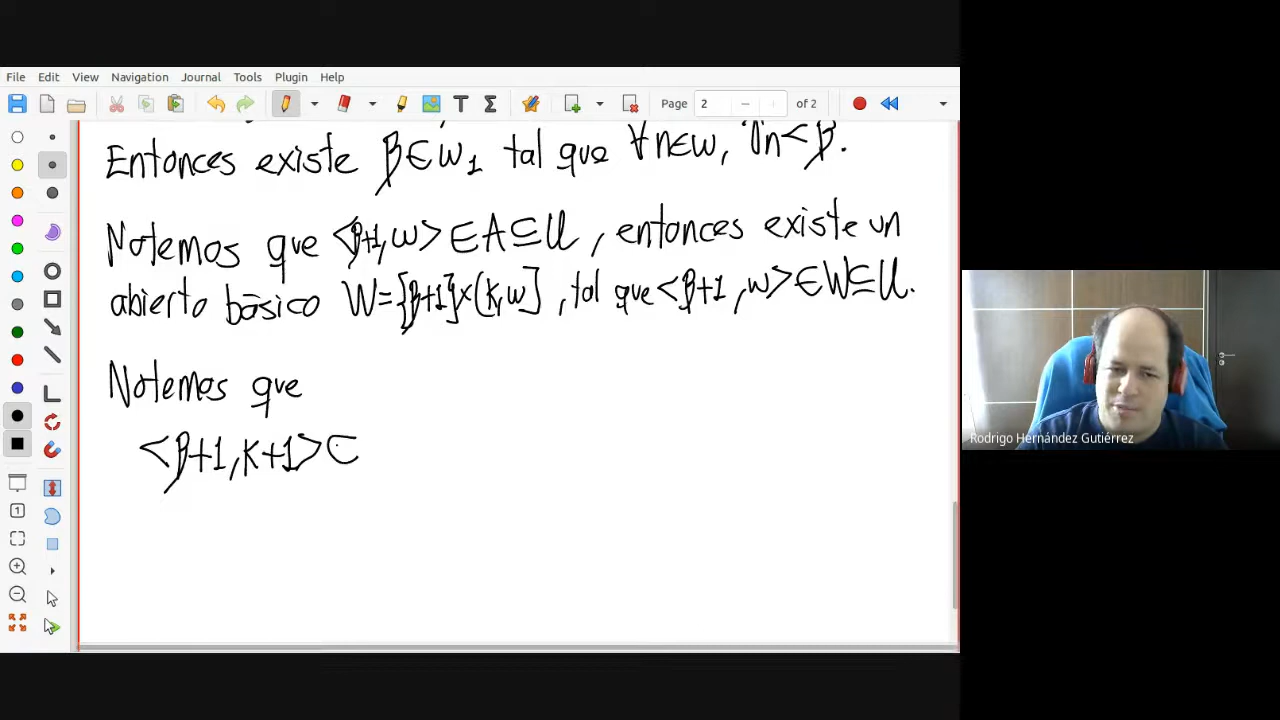 File Edit View Navigation Journal Tools Plugin Help
Page 2 of 2
Entonces existe β∈ω₁ tal que ∀n∈ω, γn<β.
Notemos que <β+1,ω>∈A⊆U, entonces existe un
abierto básico W={β+1}×(k,ω], tal que <β+1,ω>∈W⊆U.
Notemos que
<β+1,k+1>⊂
Rodrigo Hernández Gutiérrez